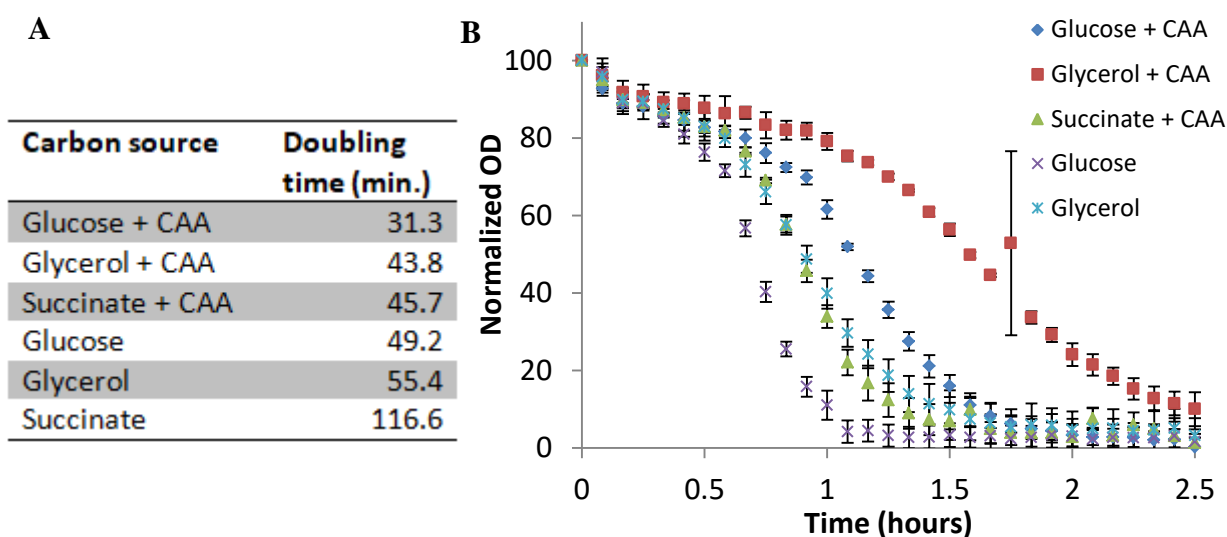 A
Carbon source Doubling
time (min.)
Glucose + CAA 31.3
Glycerol + CAA 43.8
Succinate + CAA 45.7
Glucose 49.2
Glycerol 55.4
Succinate 116.6
B
Normalized OD
100
80
60
40
20
0
0 0.5 1 1.5 2 2.5
Time (hours)
Glucose + CAA
Glycerol + CAA
Succinate + CAA
Glucose
Glycerol